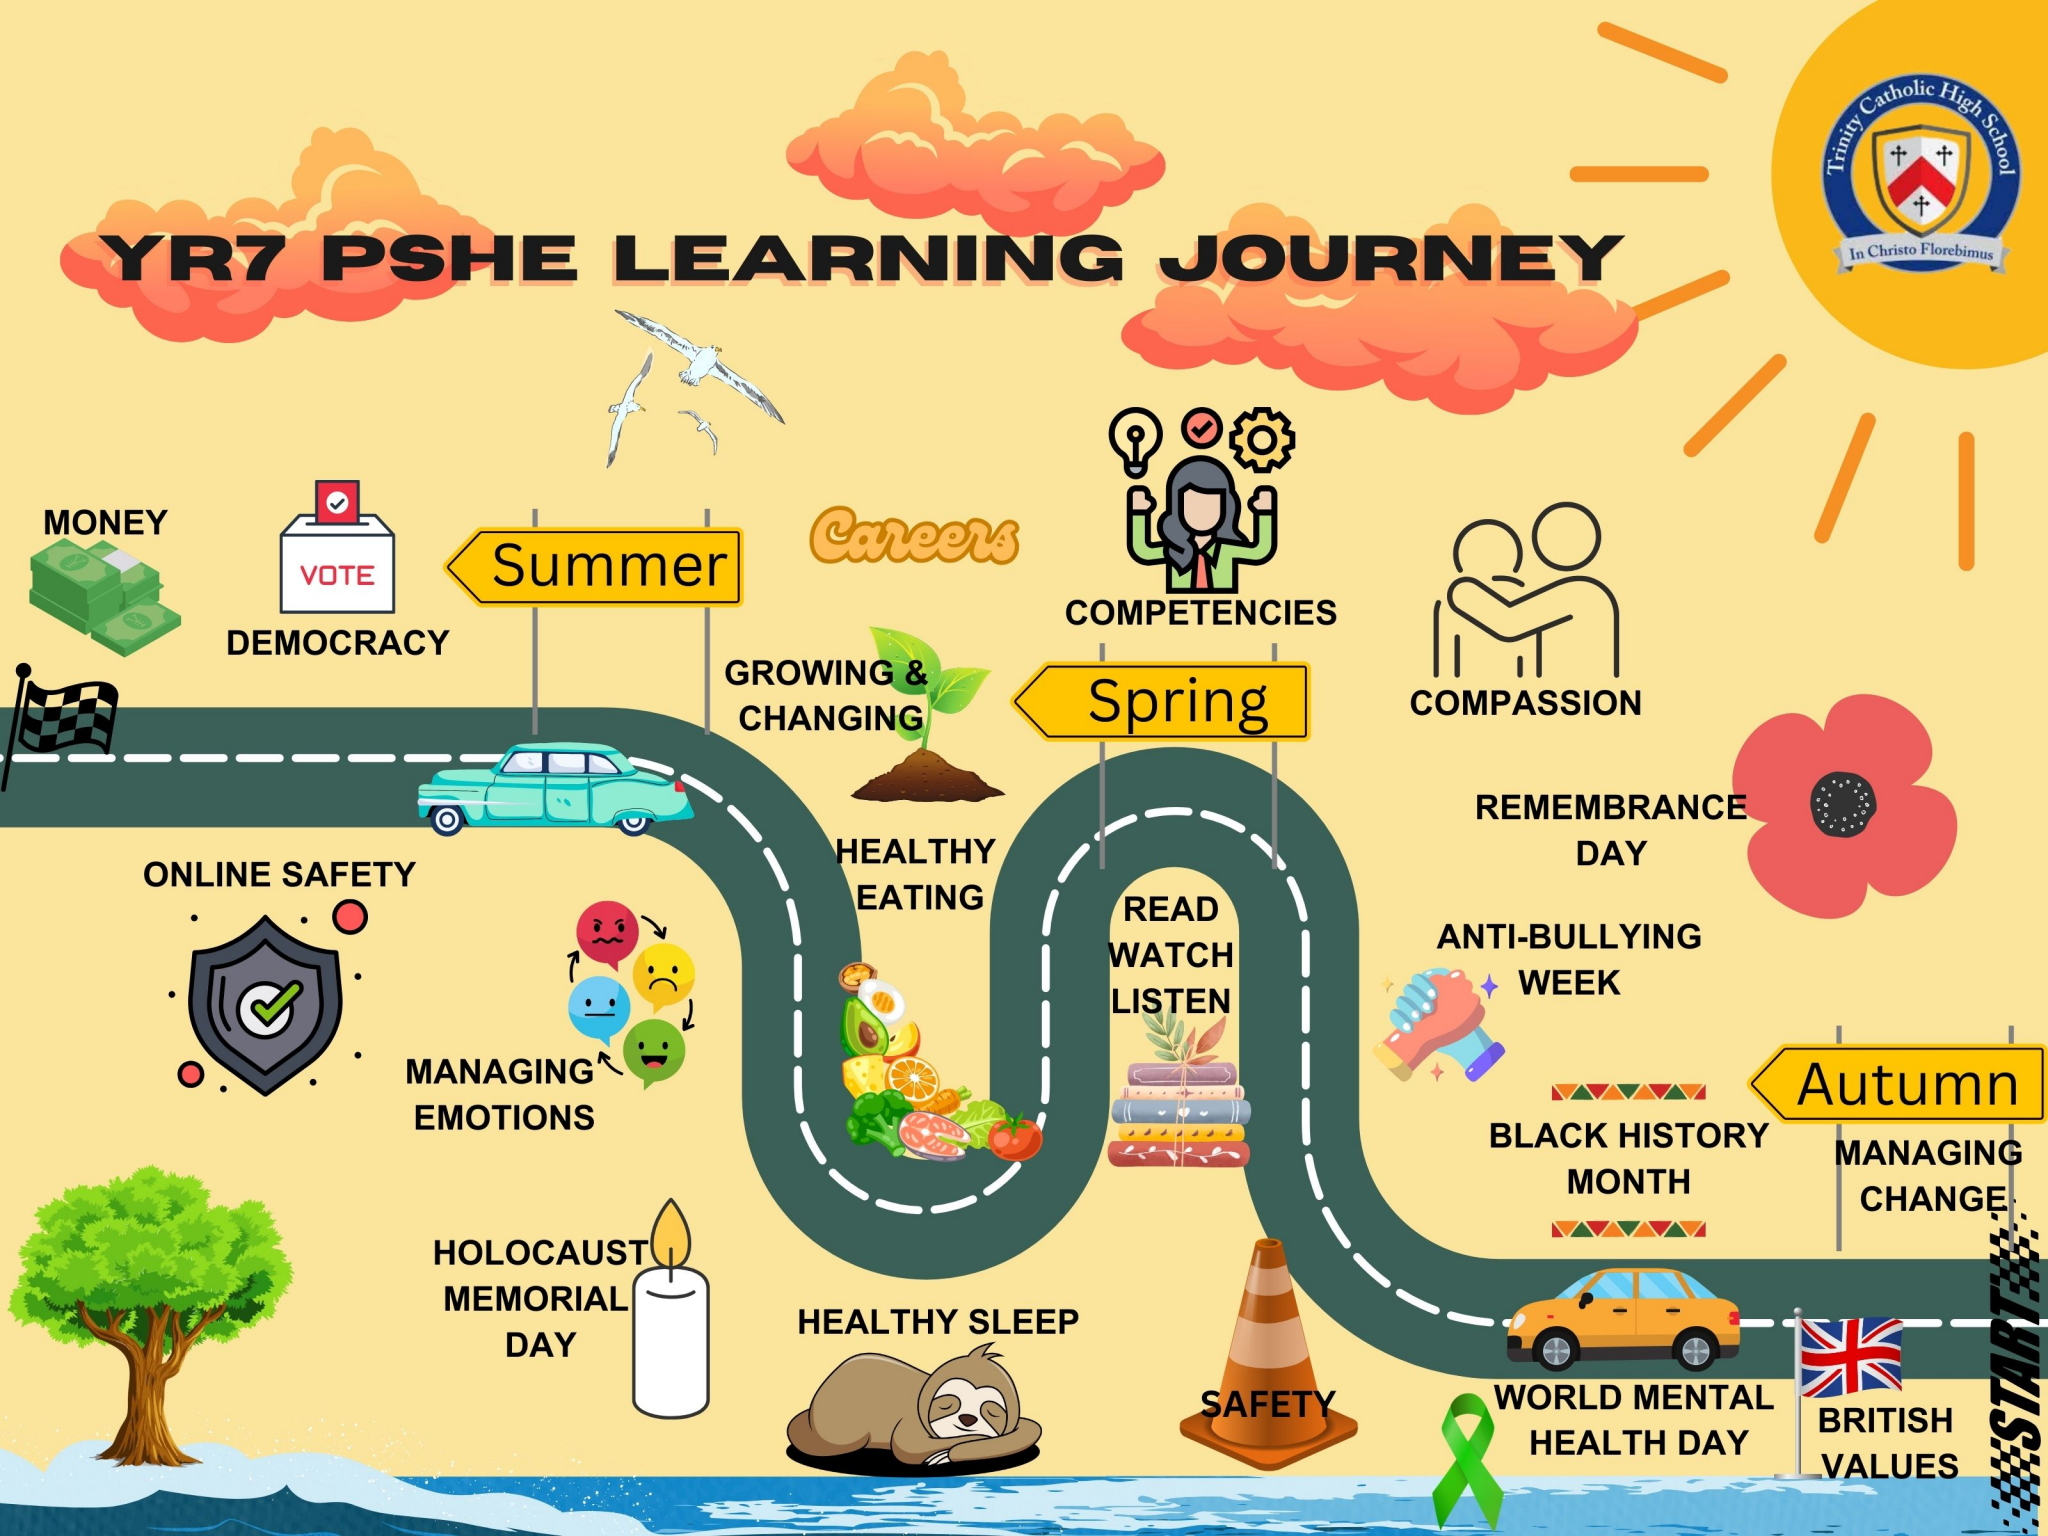 Trinity Catholic High School
In Christo Florebimus
YR7 PSHE LEARNING JOURNEY
MONEY
VOTE
DEMOCRACY
Summer
Careers
COMPETENCIES
GROWING &
CHANGING
Spring
COMPASSION
REMEMBRANCE
DAY
HEALTHY
EATING
ONLINE SAFETY
READ
WATCH
LISTEN
ANTI-BULLYING
WEEK
MANAGING
EMOTIONS
Autumn
BLACK HISTORY
MONTH
MANAGING
CHANGE
HOLOCAUST
MEMORIAL
DAY
HEALTHY SLEEP
SAFETY
WORLD MENTAL
HEALTH DAY
BRITISH
VALUES
START